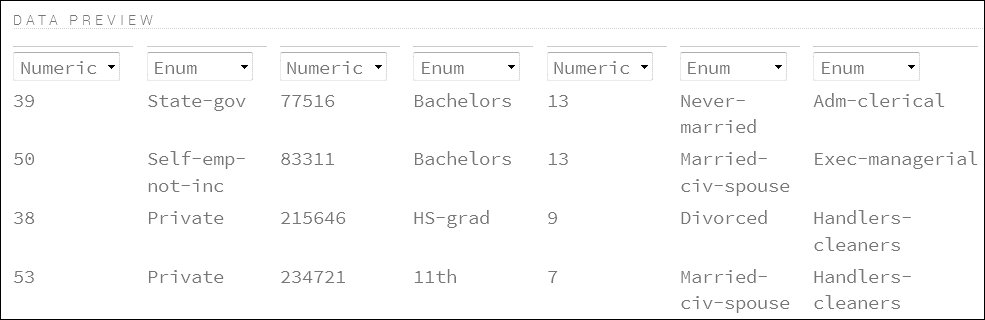 DATA PREVIEW
Numeric Enum Numeric Enum Numeric Enum Enum
39 State-gov 77516 Bachelors 13 Never- Adm-clerical
married
50 Self-emp- 83311 Bachelors 13 Married- Exec-managerial
not-inc civ-spouse
38 Private 215646 HS-grad 9 Divorced Handlers-
cleaners
53 Private 234721 11th 7 Married- Handlers-
civ-spouse cleaners